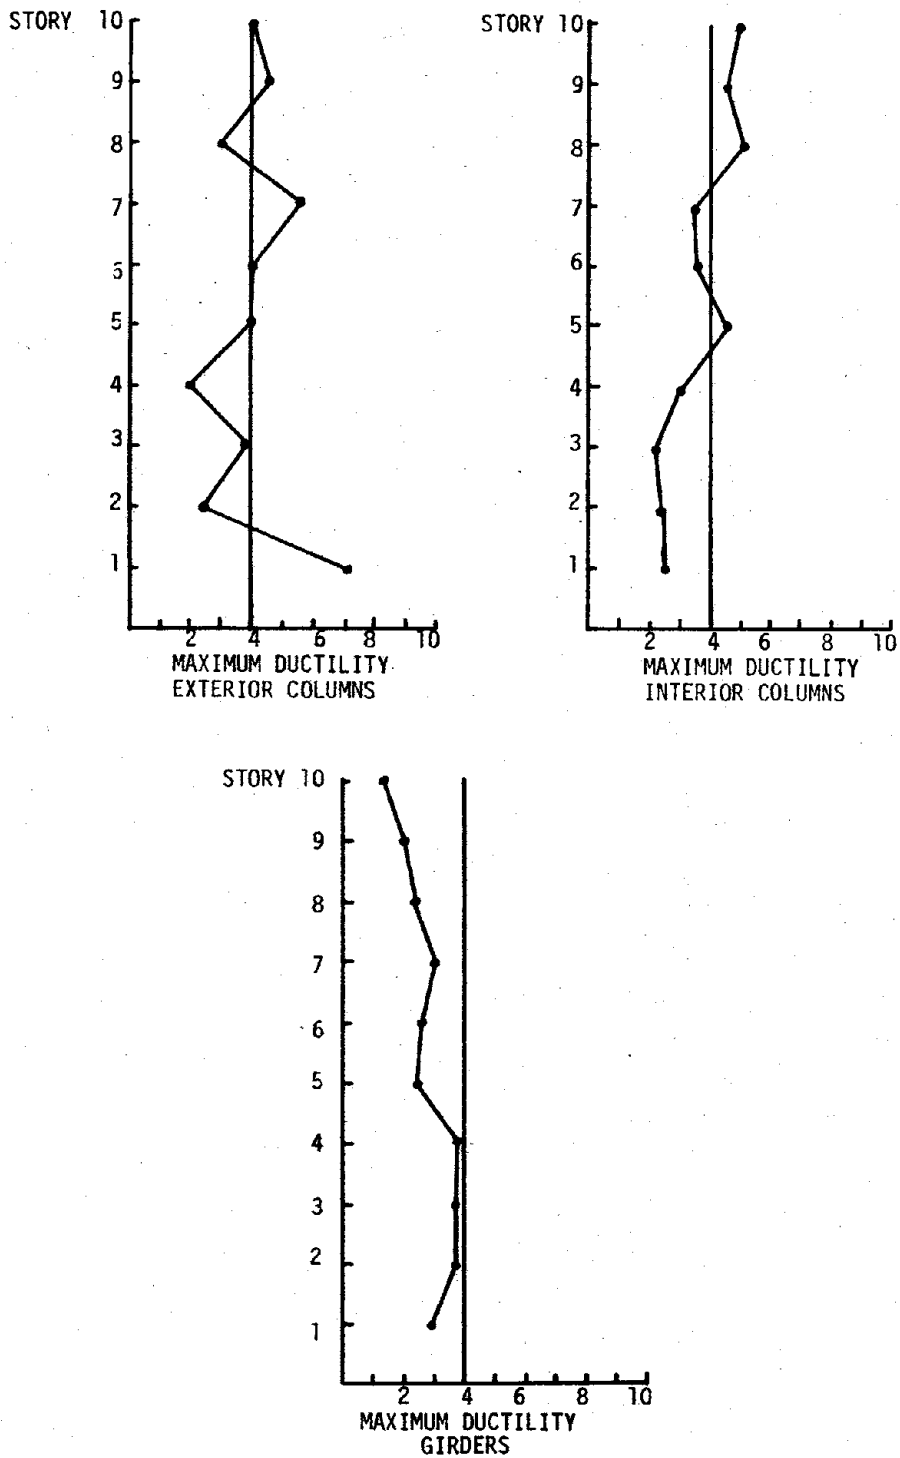 STORY 10
9
8
7
6
5
4
3
2
1
2 4 6 8 10
MAXIMUM DUCTILITY
EXTERIOR COLUMNS
STORY 10
9
8
7
6
5
4
3
2
1
2 4 6 8 10
MAXIMUM DUCTILITY
INTERIOR COLUMNS
STORY 10
9
8
7
6
5
4
3
2
1
2 4 6 8 10
MAXIMUM DUCTILITY
GIRDERS